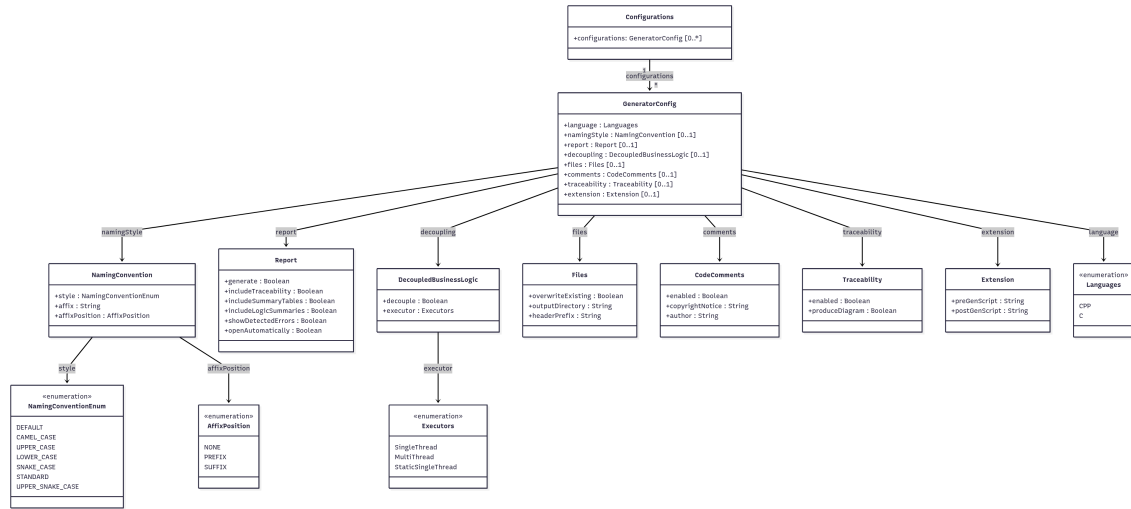 Configurations
+configurations: GeneratorConfig [0..*]
configurations
GeneratorConfig
+language : Languages
+namingStyle : NamingConvention [0..1]
+report : Report [0..1]
+decoupling : DecoupledBusinessLogic [0..1]
+files : Files [0..1]
+comments : CodeComments [0..1]
+traceability : Traceability [0..1]
+extension : Extension [0..1]
namingStyle
report
decoupling
files
comments
traceability
extension
language
NamingConvention
+style : NamingConventionEnum
+affix : String
+affixPosition : AffixPosition
Report
+generate : Boolean
+includeTraceability : Boolean
+includeSummaryTables : Boolean
+includeLogicSummaries : Boolean
+showDetectedErrors : Boolean
+openAutomatically : Boolean
DecoupledBusinessLogic
+decouple : Boolean
+executor : Executors
Files
+overwriteExisting : Boolean
+outputDirectory : String
+headerPrefix : String
CodeComments
+enabled : Boolean
+copyrightNotice : String
+author : String
Traceability
+enabled : Boolean
+produceDiagram : Boolean
Extension
+preGenScript : String
+postGenScript : String
«enumeration»
Languages
CPP
C
style
affixPosition
executor
«enumeration»
NamingConventionEnum
DEFAULT
CAMEL_CASE
UPPER_CASE
LOWER_CASE
SNAKE_CASE
STANDARD
UPPER_SNAKE_CASE
«enumeration»
AffixPosition
NONE
PREFIX
SUFFIX
«enumeration»
Executors
SingleThread
MultiThread
StaticSingleThread